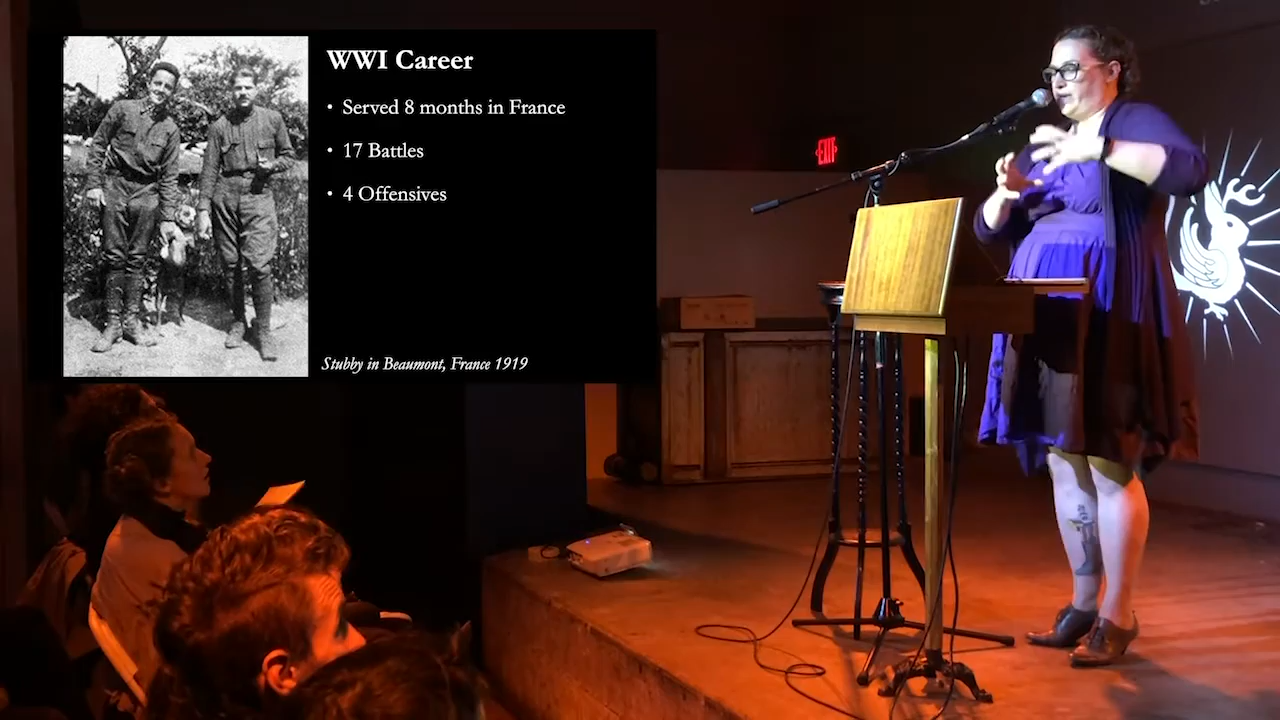 WWI Career
• Served 8 months in France
• 17 Battles
• 4 Offensives
Stubby in Beaumont, France 1919
EXIT